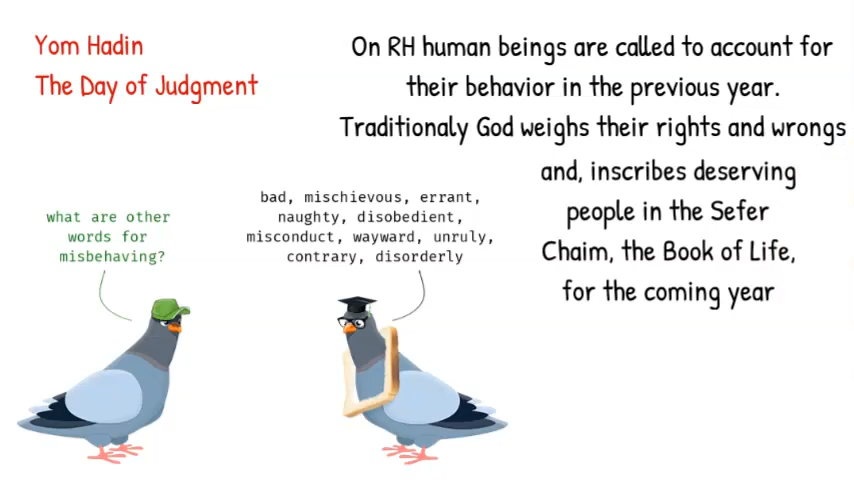 Yom Hadin
The Day of Judgment
On RH human beings are called to account for
their behavior in the previous year.
Traditionaly God weighs their rights and wrongs
and, inscribes deserving
people in the Sefer
Chaim, the Book of Life,
for the coming year
what are other
words for
misbehaving?
bad, mischievous, errant,
naughty, disobedient,
misconduct, wayward, unruly,
contrary, disorderly